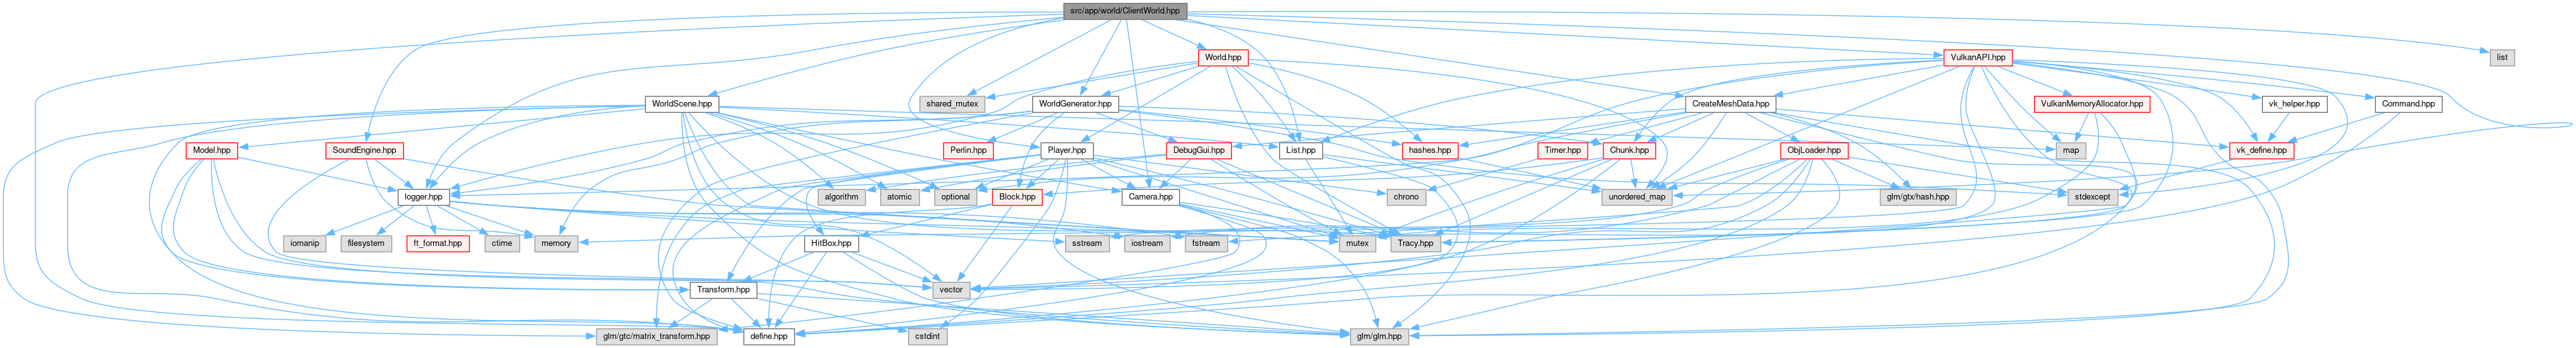 src/app/world/ClientWorld.hpp
World.hpp
VulkanAPI.hpp
list
WorldScene.hpp
shared_mutex
WorldGenerator.hpp
CreateMeshData.hpp
VulkanMemoryAllocator.hpp
vk_helper.hpp
Command.hpp
Model.hpp
SoundEngine.hpp
Perlin.hpp
Player.hpp
DebugGui.hpp
List.hpp
hashes.hpp
Timer.hpp
Chunk.hpp
ObjLoader.hpp
map
vk_define.hpp
logger.hpp
algorithm
atomic
optional
Block.hpp
Camera.hpp
chrono
unordered_map
glm/gtx/hash.hpp
stdexcept
iomanip
filesystem
ft_format.hpp
ctime
memory
HitBox.hpp
sstream
iostream
fstream
mutex
Tracy.hpp
Transform.hpp
vector
glm/gtc/matrix_transform.hpp
define.hpp
cstdint
glm/glm.hpp